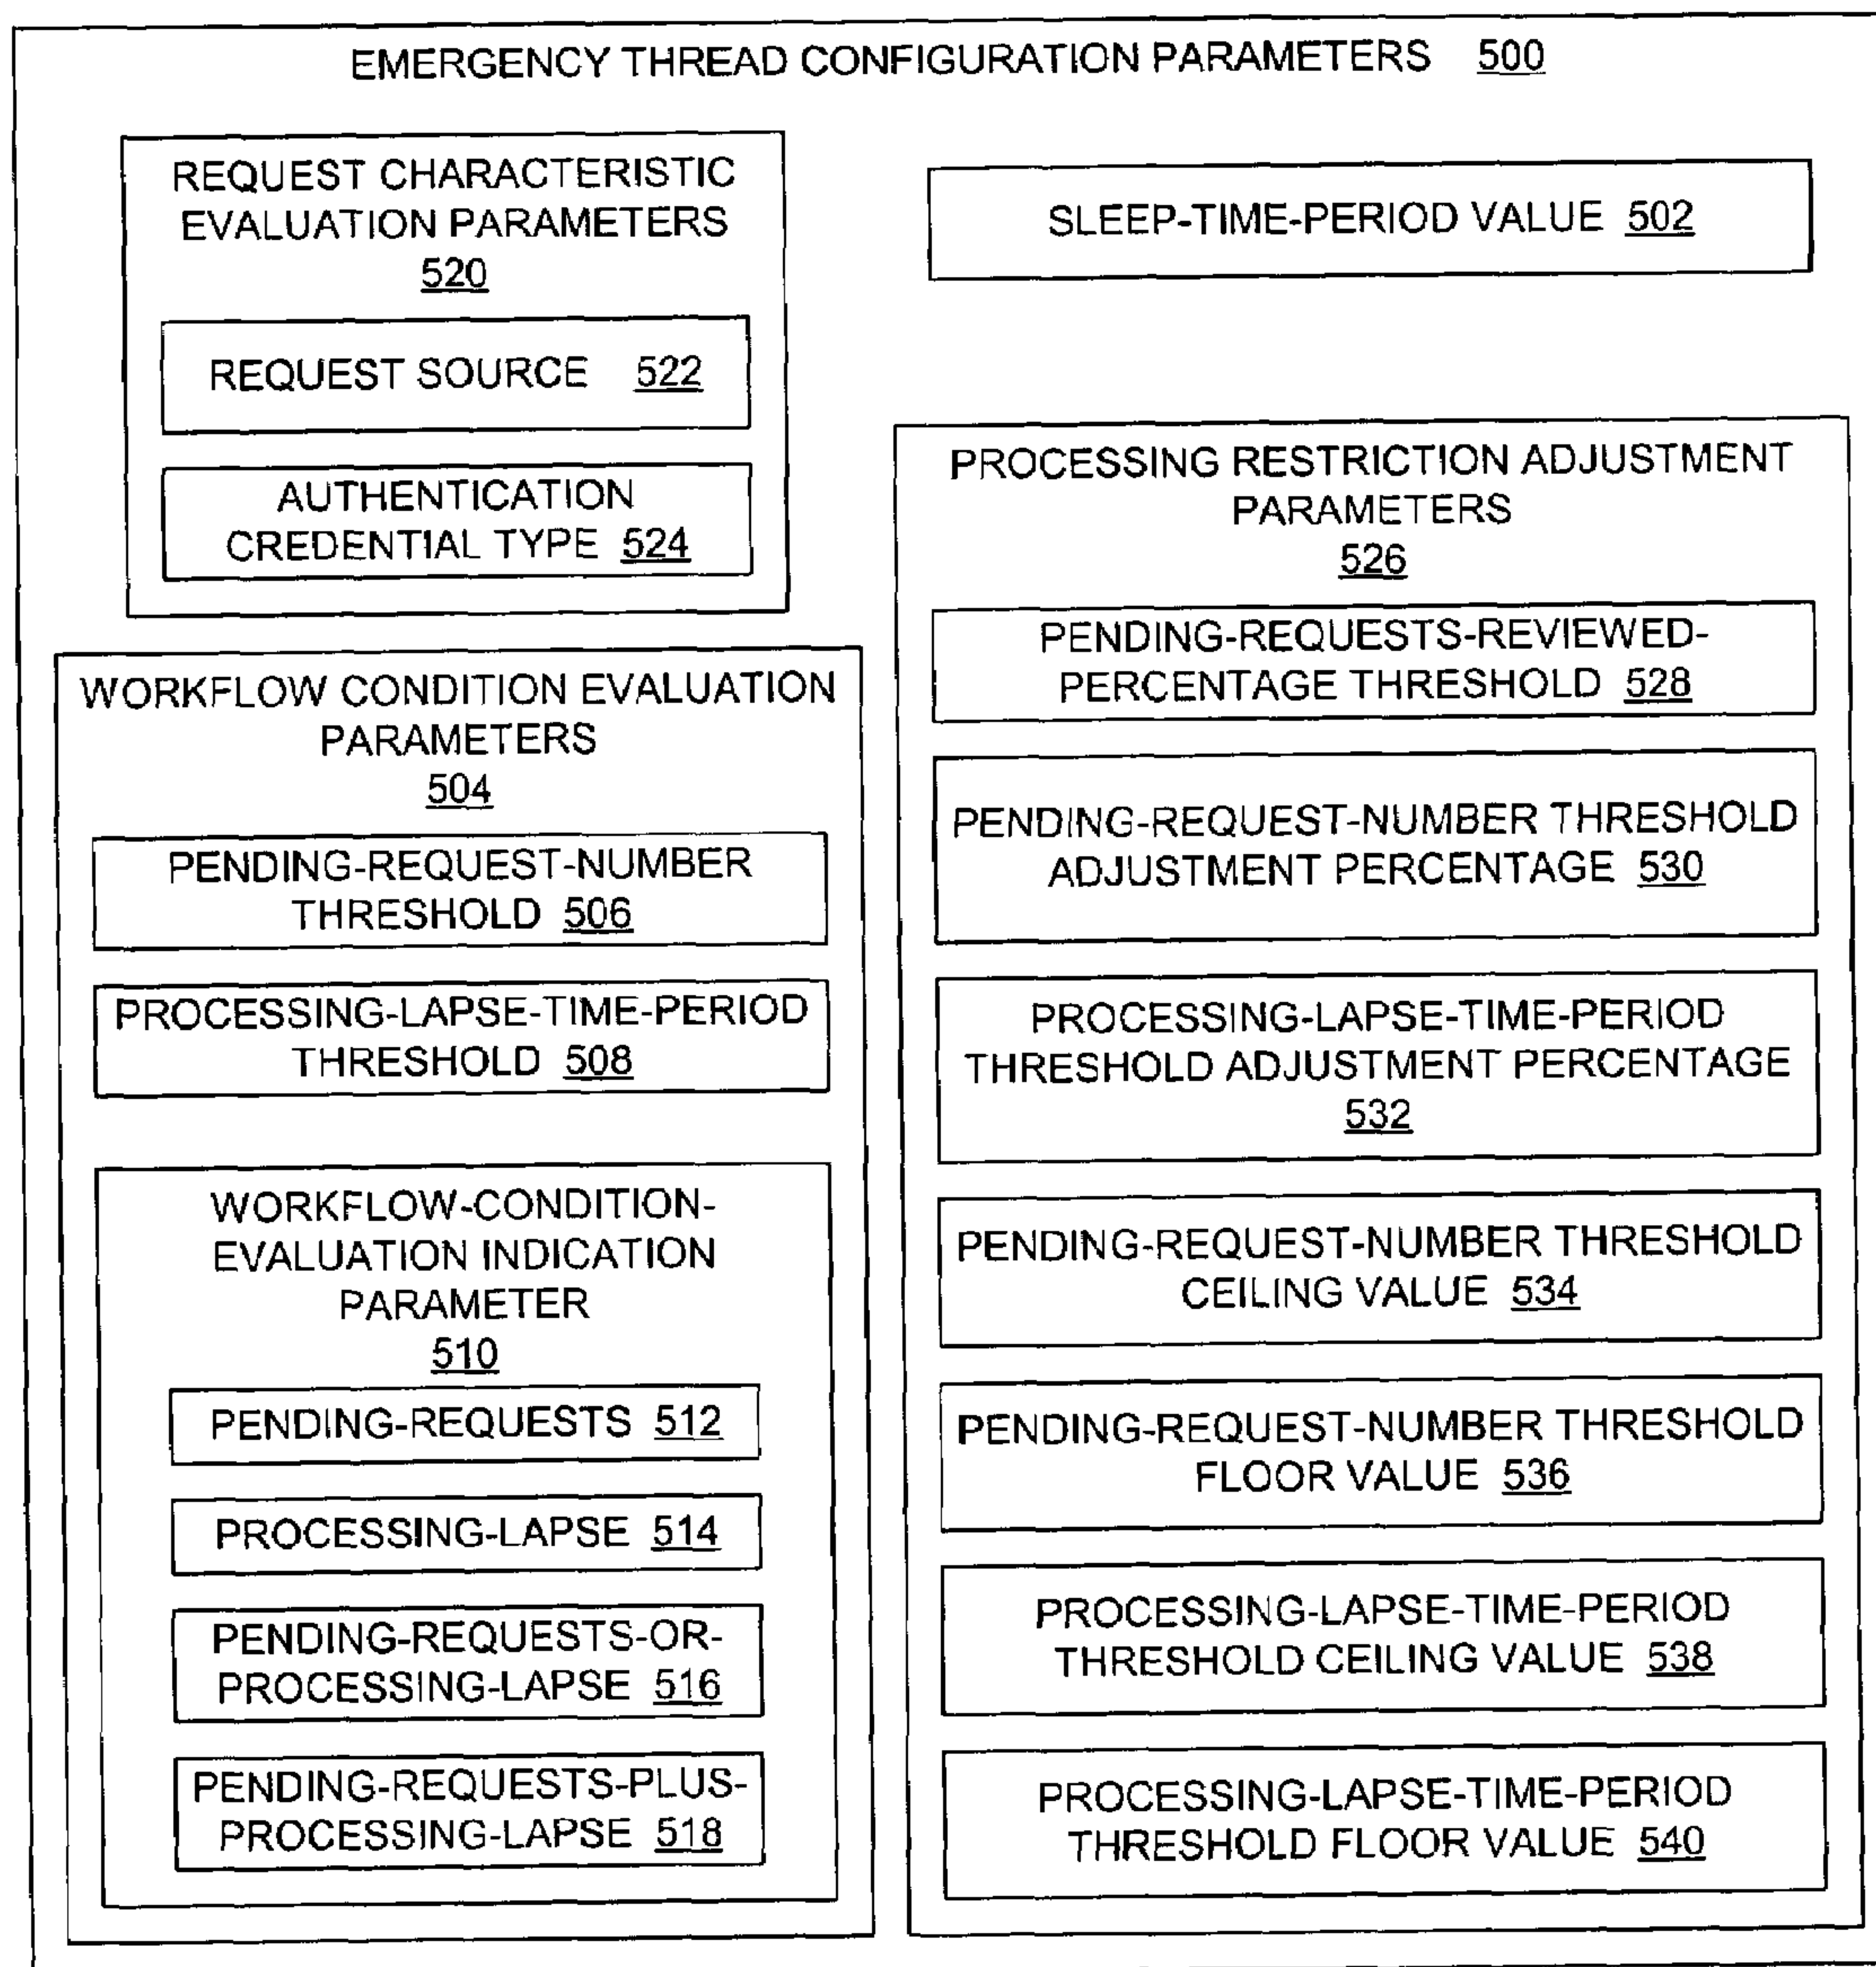 EMERGENCY THREAD CONFIGURATION PARAMETERS 500
REQUEST CHARACTERISTIC
EVALUATION PARAMETERS
520
REQUEST SOURCE 522
AUTHENTICATION
CREDENTIAL TYPE 524
SLEEP-TIME-PERIOD VALUE 502
WORKFLOW CONDITION EVALUATION
PARAMETERS
504
PENDING-REQUEST-NUMBER
THRESHOLD 506
PROCESSING-LAPSE-TIME-PERIOD
THRESHOLD 508
WORKFLOW-CONDITION-
EVALUATION INDICATION
PARAMETER
510
PENDING-REQUESTS 512
PROCESSING-LAPSE 514
PENDING-REQUESTS-OR-
PROCESSING-LAPSE 516
PENDING-REQUESTS-PLUS-
PROCESSING-LAPSE 518
PROCESSING RESTRICTION ADJUSTMENT
PARAMETERS
526
PENDING-REQUESTS-REVIEWED-
PERCENTAGE THRESHOLD 528
PENDING-REQUEST-NUMBER THRESHOLD
ADJUSTMENT PERCENTAGE 530
PROCESSING-LAPSE-TIME-PERIOD
THRESHOLD ADJUSTMENT PERCENTAGE
532
PENDING-REQUEST-NUMBER THRESHOLD
CEILING VALUE 534
PENDING-REQUEST-NUMBER THRESHOLD
FLOOR VALUE 536
PROCESSING-LAPSE-TIME-PERIOD
THRESHOLD CEILING VALUE 538
PROCESSING-LAPSE-TIME-PERIOD
THRESHOLD FLOOR VALUE 540